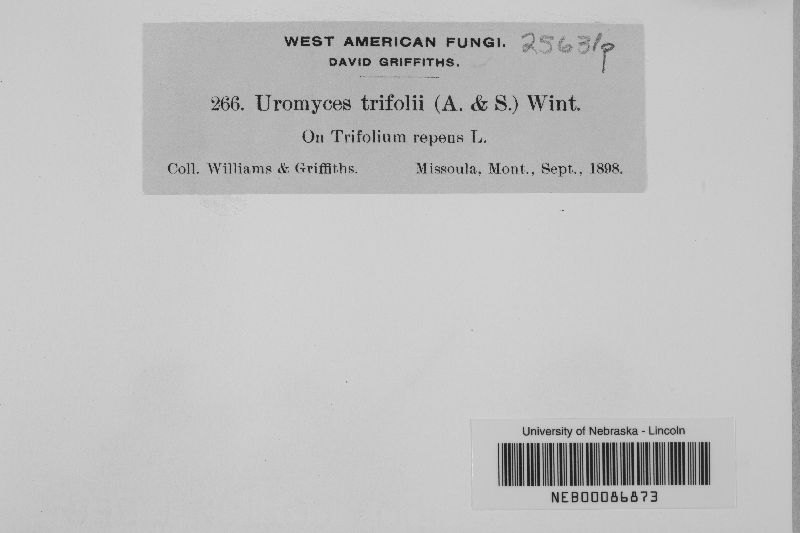 WEST AMERICAN FUNGI. 25631p
DAVID GRIFFITHS.
266. Uromyces trifolii (A. & S.) Wint.
On Trifolium repens L.
Coll. Williams & Griffiths. Missoula, Mont., Sept., 1898.
University of Nebraska - Lincoln
NEB00086873